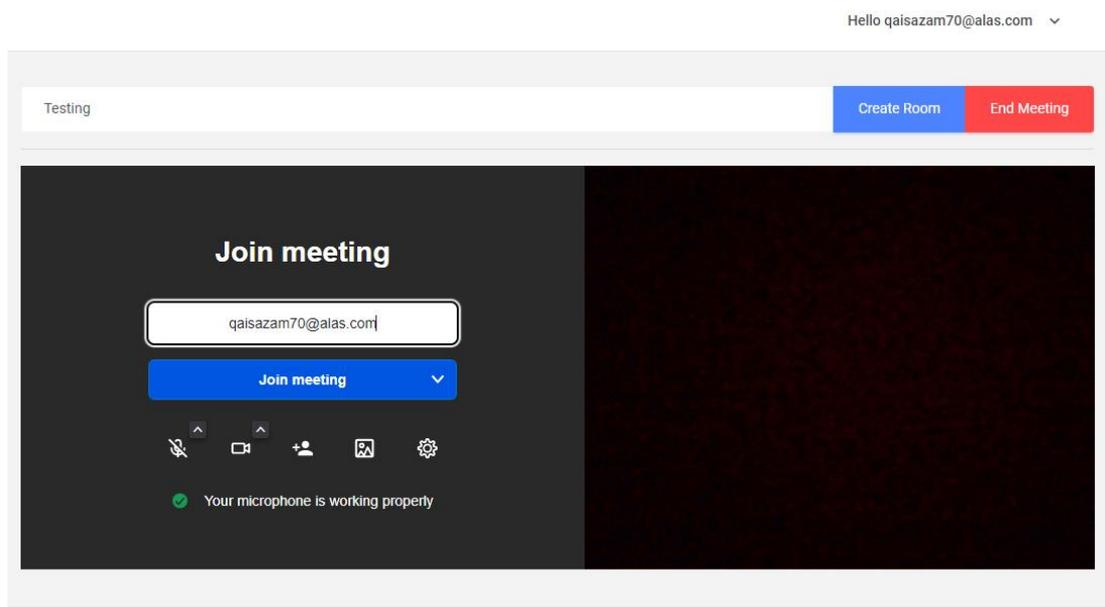 Hello qaisazam70@alas.com
Testing
Create Room
End Meeting
Join meeting
qaisazam70@alas.com
Join meeting
Your microphone is working properly